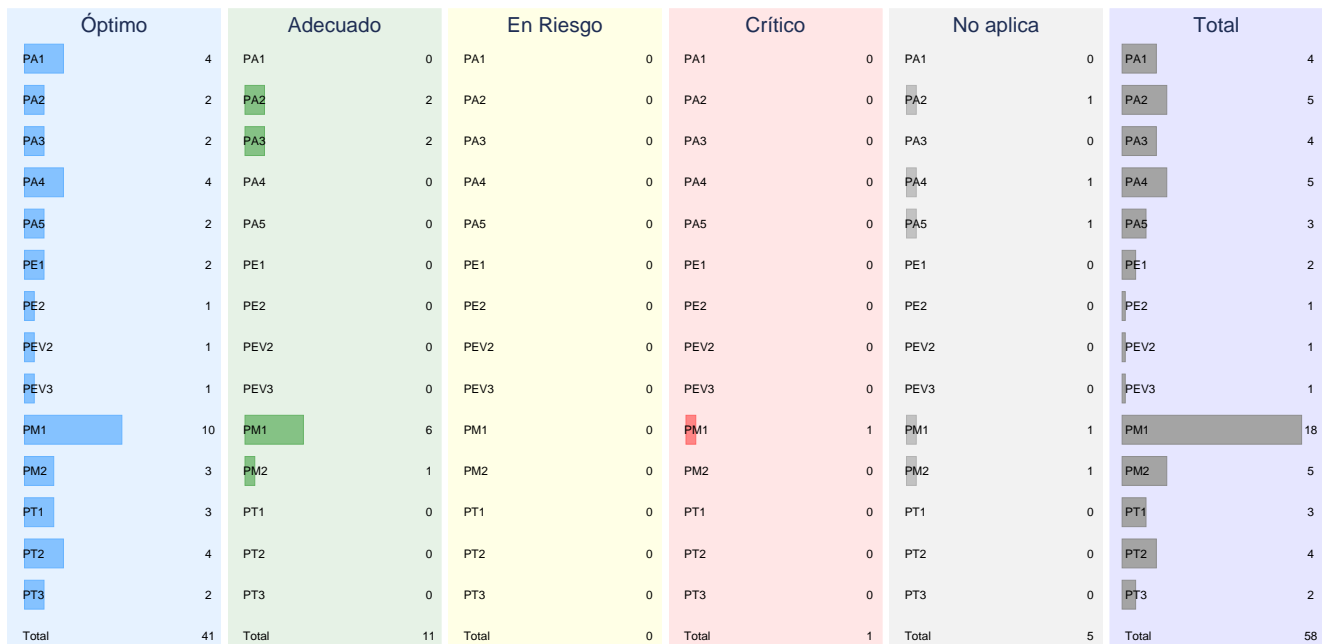 Óptimo Adecuado En Riesgo Crítico No aplica Total
PA1 4 PA1 0 PA1 0 PA1 0 PA1 0 PA1 4
PA2 2 PA2 2 PA2 0 PA2 0 PA2 1 PA2 5
PA3 2 PA3 2 PA3 0 PA3 0 PA3 0 PA3 4
PA4 4 PA4 0 PA4 0 PA4 0 PA4 1 PA4 5
PA5 2 PA5 0 PA5 0 PA5 0 PA5 1 PA5 3
PE1 2 PE1 0 PE1 0 PE1 0 PE1 0 PE1 2
PE2 1 PE2 0 PE2 0 PE2 0 PE2 0 PE2 1
PEV2 1 PEV2 0 PEV2 0 PEV2 0 PEV2 0 PEV2 1
PEV3 1 PEV3 0 PEV3 0 PEV3 0 PEV3 0 PEV3 1
PM1 10 PM1 6 PM1 0 PM1 1 PM1 1 PM1 18
PM2 3 PM2 1 PM2 0 PM2 0 PM2 1 PM2 5
PT1 3 PT1 0 PT1 0 PT1 0 PT1 0 PT1 3
PT2 4 PT2 0 PT2 0 PT2 0 PT2 0 PT2 4
PT3 2 PT3 0 PT3 0 PT3 0 PT3 0 PT3 2
Total 41 Total 11 Total 0 Total 1 Total 5 Total 58